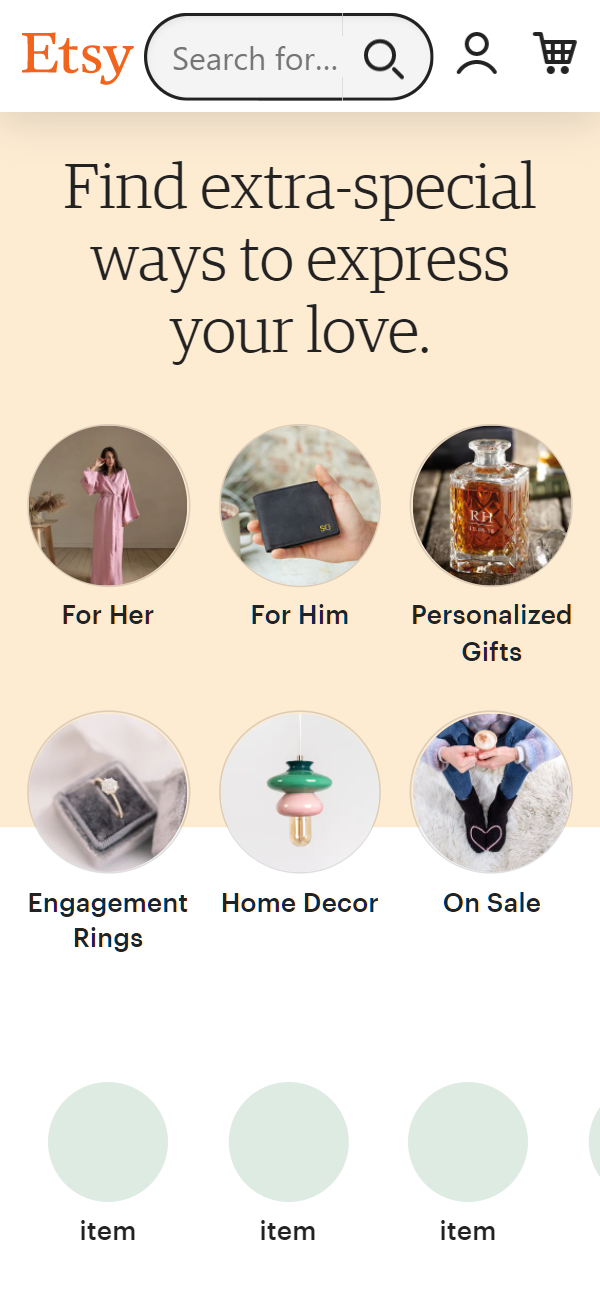 Etsy
Search for...
Find extra-special
ways to express
your love.
RH
For Her
For Him
Personalized
Gifts
Engagement
Rings
Home Decor
On Sale
item
item
item